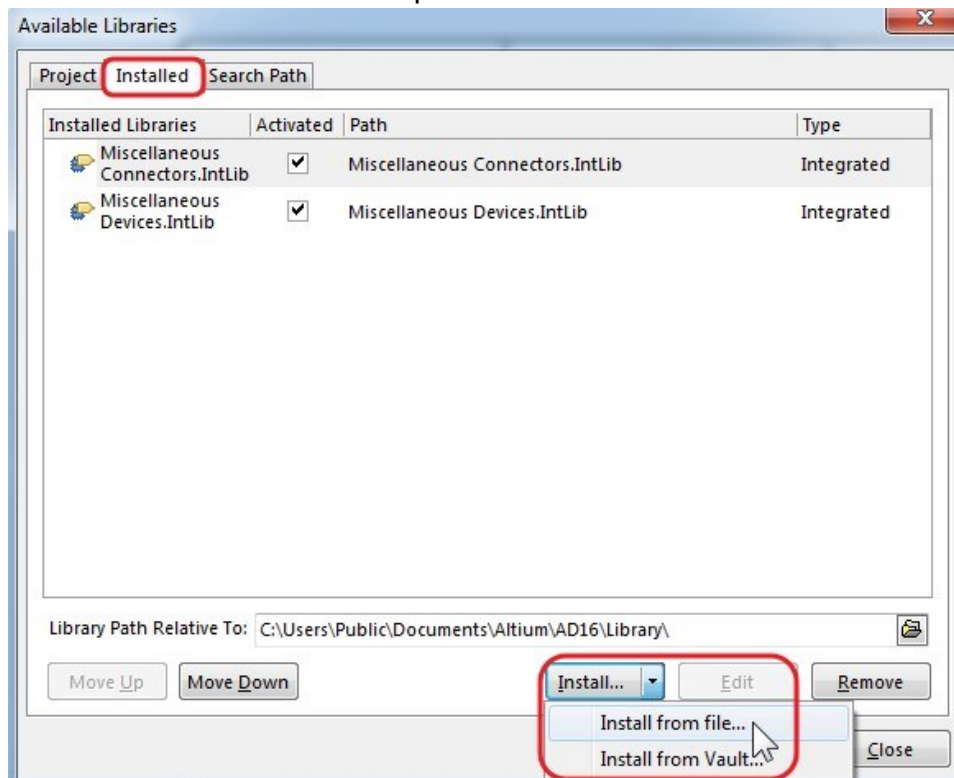 Available Libraries
Project Installed Search Path
Installed Libraries Activated Path Type
Miscellaneous
Connectors.IntLib Miscellaneous Connectors.IntLib Integrated
Miscellaneous
Devices.IntLib Miscellaneous Devices.IntLib Integrated
Library Path Relative To: C:\Users\Public\Documents\Altium\AD16\Library\
Move Up Move Down Install... Edit Remove
Install from file...
Install from Vault...
Close